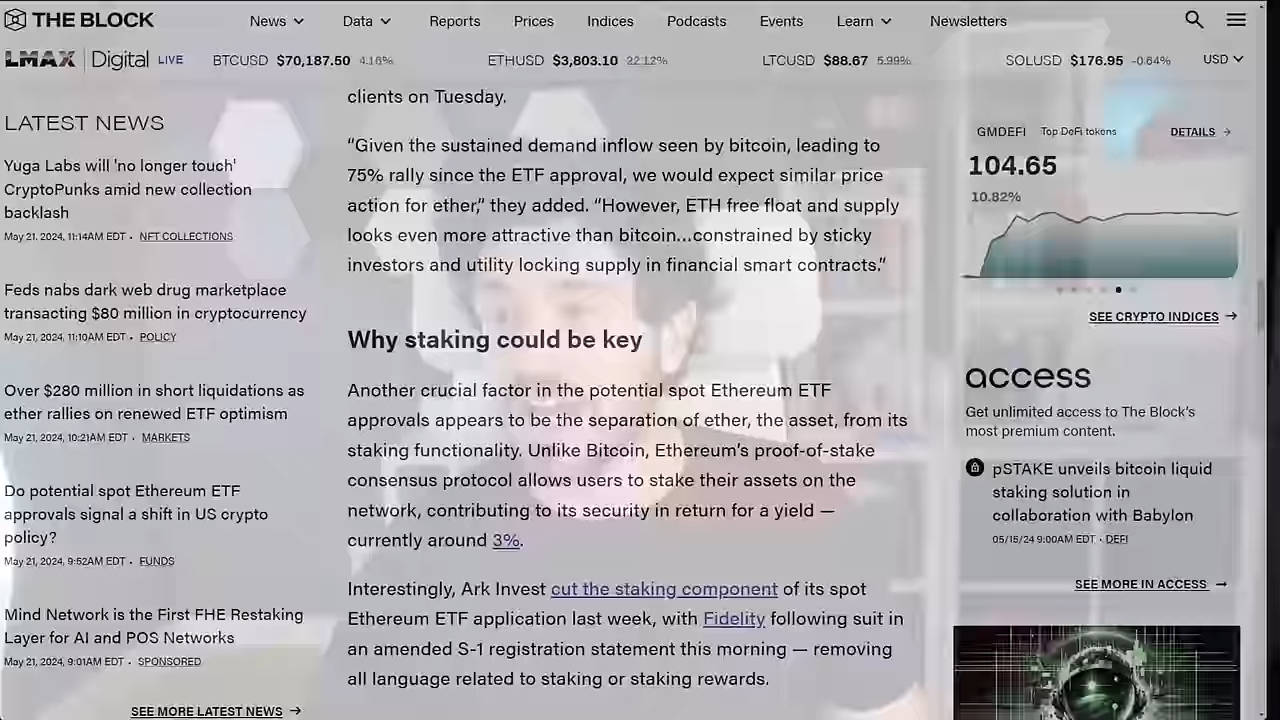 THE BLOCK
News
Data
Reports
Prices
Indices
Podcasts
Events
Learn
Newsletters
LMAX Digital LIVE
BTCUSD $70,187.50 4.16%
ETHUSD $3,803.10 22.12%
LTCUSD $88.67 5.99%
SOLUSD $176.95 -0.64%
USD
LATEST NEWS
Yuga Labs will 'no longer touch'
CryptoPunks amid new collection
backlash
May 21, 2024, 11:14AM EDT • NFT COLLECTIONS
Feds nabs dark web drug marketplace
transacting $80 million in cryptocurrency
May 21, 2024, 11:10AM EDT • POLICY
Over $280 million in short liquidations as
ether rallies on renewed ETF optimism
May 21, 2024, 10:21AM EDT • MARKETS
Do potential spot Ethereum ETF
approvals signal a shift in US crypto
policy?
May 21, 2024, 9:52AM EDT • FUNDS
Mind Network is the First FHE Restaking
Layer for AI and POS Networks
May 21, 2024, 9:01AM EDT • SPONSORED
SEE MORE LATEST NEWS →
clients on Tuesday.
“Given the sustained demand inflow seen by bitcoin, leading to
75% rally since the ETF approval, we would expect similar price
action for ether,” they added. “However, ETH free float and supply
looks even more attractive than bitcoin...constrained by sticky
investors and utility locking supply in financial smart contracts.”
Why staking could be key
Another crucial factor in the potential spot Ethereum ETF
approvals appears to be the separation of ether, the asset, from its
staking functionality. Unlike Bitcoin, Ethereum’s proof-of-stake
consensus protocol allows users to stake their assets on the
network, contributing to its security in return for a yield —
currently around 3%.
Interestingly, Ark Invest cut the staking component of its spot
Ethereum ETF application last week, with Fidelity following suit in
an amended S-1 registration statement this morning — removing
all language related to staking or staking rewards.
GMDEFI Top DeFi tokens DETAILS →
104.65
10.82%
SEE CRYPTO INDICES →
access
Get unlimited access to The Block’s
most premium content.
pSTAKE unveils bitcoin liquid
staking solution in
collaboration with Babylon
05/15/24 9:00AM EDT • DEFI
SEE MORE IN ACCESS →